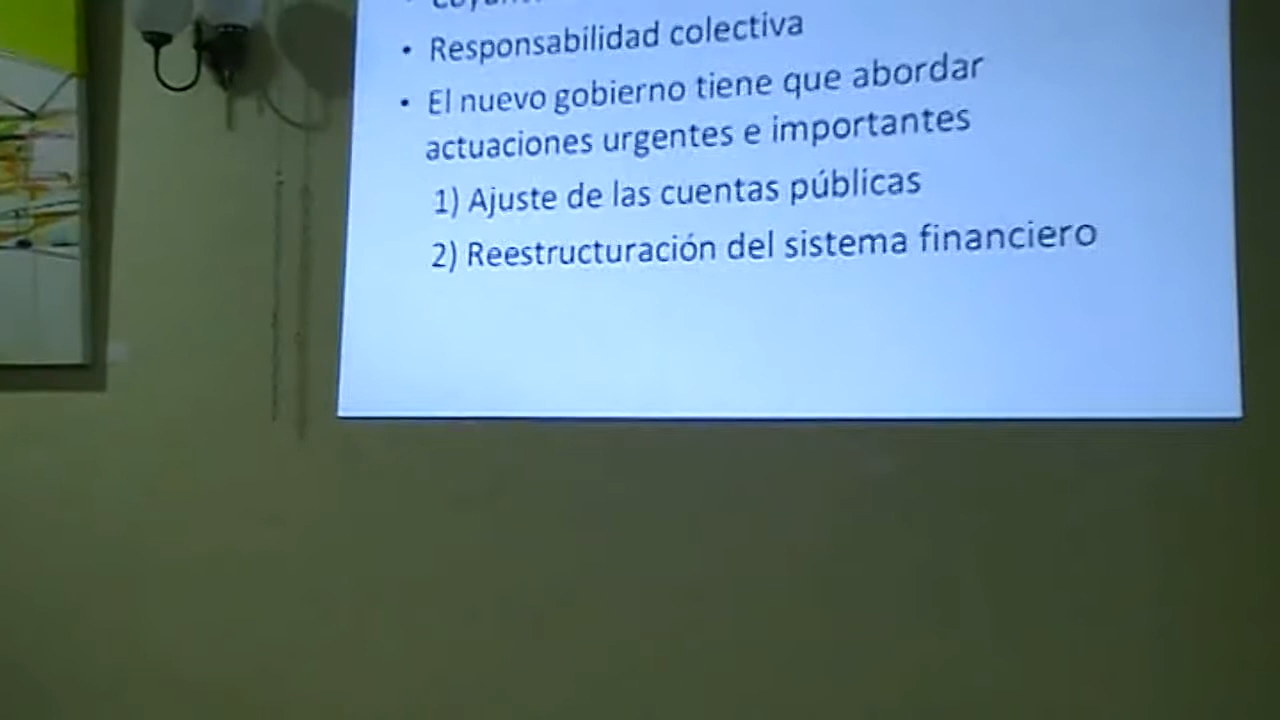 • Responsabilidad colectiva
• El nuevo gobierno tiene que abordar
actuaciones urgentes e importantes
1) Ajuste de las cuentas públicas
2) Reestructuración del sistema financiero